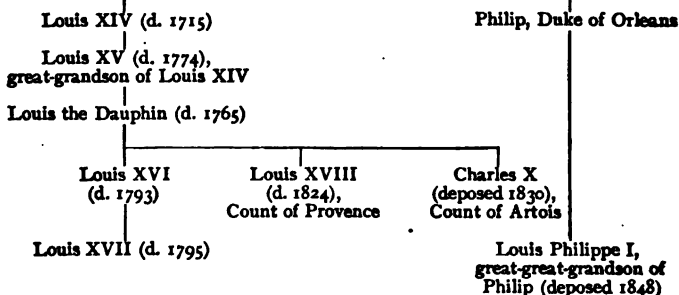 Louis XIV (d. 1715)
Philip, Duke of Orleans
Louis XV (d. 1774),
great-grandson of Louis XIV
Louis the Dauphin (d. 1765)
Louis XVI
(d. 1793)
Louis XVIII
(d. 1824),
Count of Provence
Charles X
(deposed 1830),
Count of Artois
Louis XVII (d. 1795)
Louis Philippe I,
great-great-grandson of
Philip (deposed 1848)